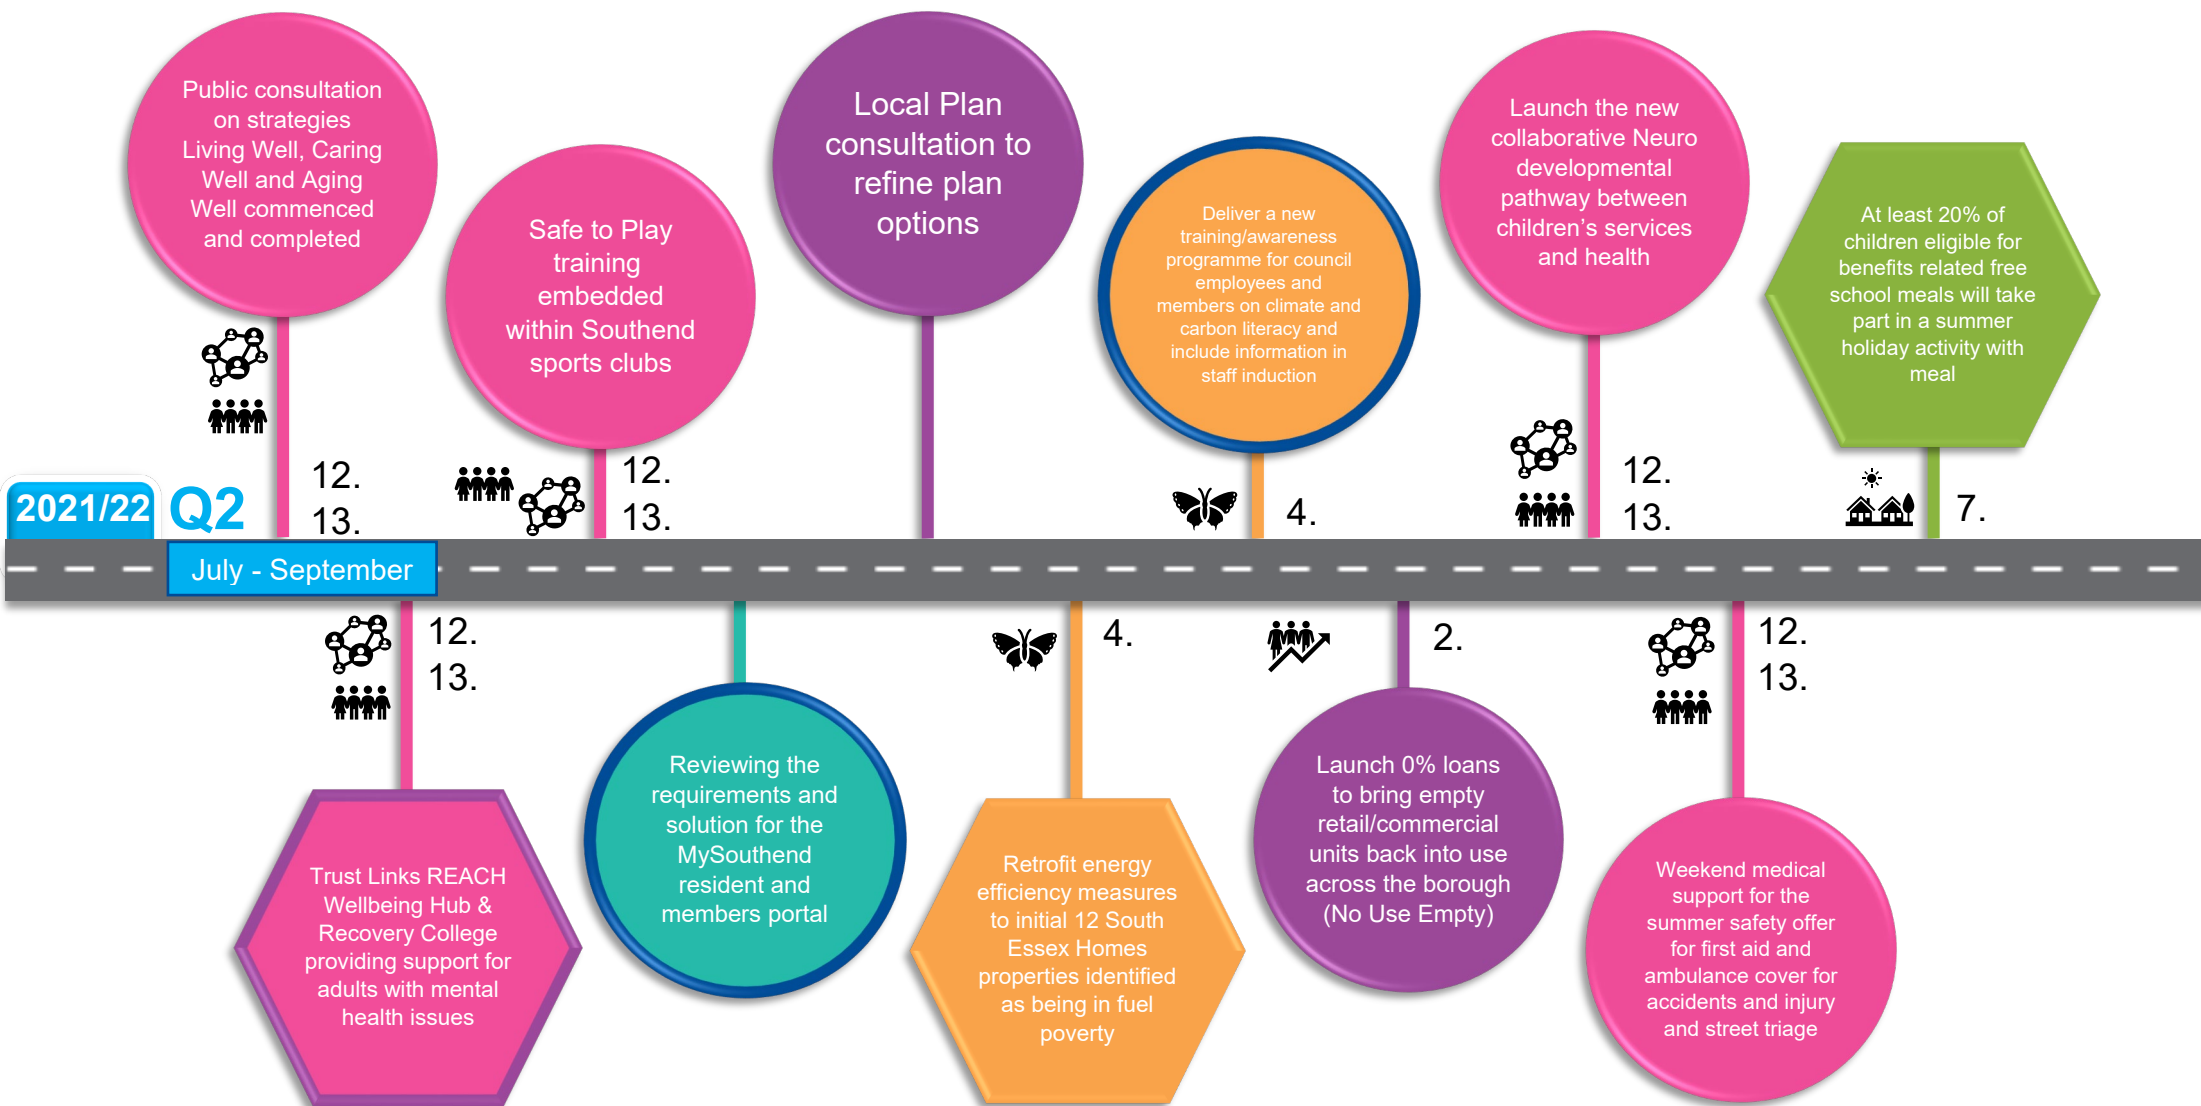 Public consultation
on strategies
Living Well, Caring
Well and Aging
Well commenced
and completed
12.
13.
Safe to Play
training
embedded
within Southend
sports clubs
12.
13.
Local Plan
consultation to
refine plan
options
Deliver a new
training/awareness
programme for council
employees and
members on climate and
carbon literacy and
include information in
staff induction
4.
Launch the new
collaborative Neuro
developmental
pathway between
children’s services
and health
12.
13.
At least 20% of
children eligible for
benefits related free
school meals will take
part in a summer
holiday activity with
meal
7.
2021/22
Q2
July - September
12.
13.
Trust Links REACH
Wellbeing Hub &
Recovery College
providing support for
adults with mental
health issues
Reviewing the
requirements and
solution for the
MySouthend
resident and
members portal
4.
Retrofit energy
efficiency measures
to initial 12 South
Essex Homes
properties identified
as being in fuel
poverty
2.
Launch 0% loans
to bring empty
retail/commercial
units back into use
across the borough
(No Use Empty)
12.
13.
Weekend medical
support for the
summer safety offer
for first aid and
ambulance cover for
accidents and injury
and street triage